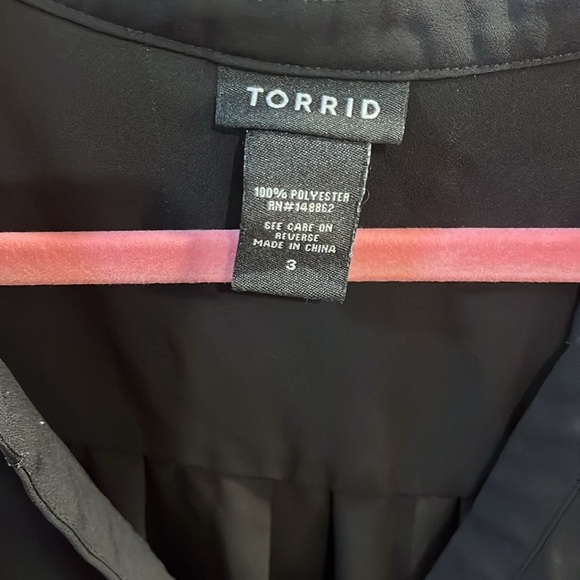 TORRID
100% POLYESTER
RN#148862
SEE CARE ON
REVERSE
MADE IN CHINA
3